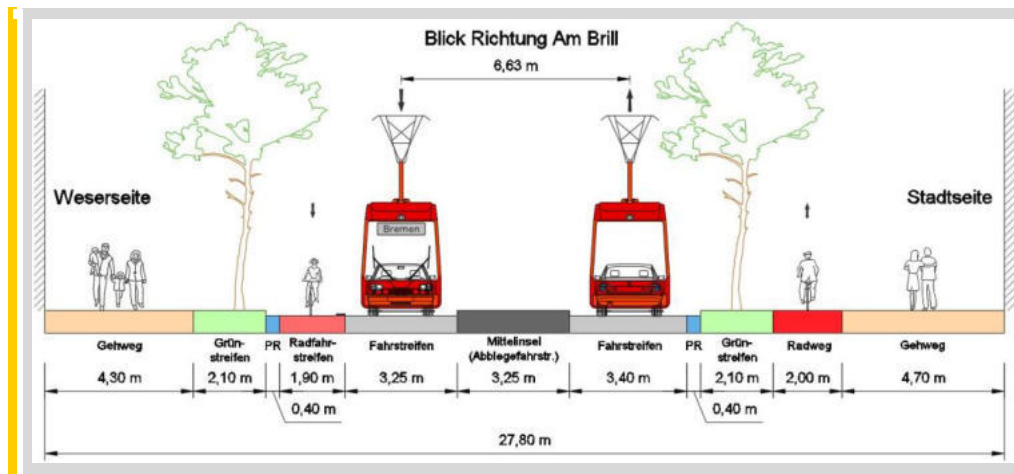 Blick Richtung Am Brill
6,63 m
Weserseite
Stadtseite
Bremen
Gehweg
Grün-
streifen
PR
Radfahr-
streifen
Fahrstreifen
Mittelinsel
(Abbiegefahrstr.)
Fahrstreifen
PR
Grün-
streifen
Radweg
Gehweg
4,30 m
2,10 m
1,90 m
3,25 m
3,25 m
3,40 m
2,10 m
2,00 m
4,70 m
0,40 m
0,40 m
27,80 m